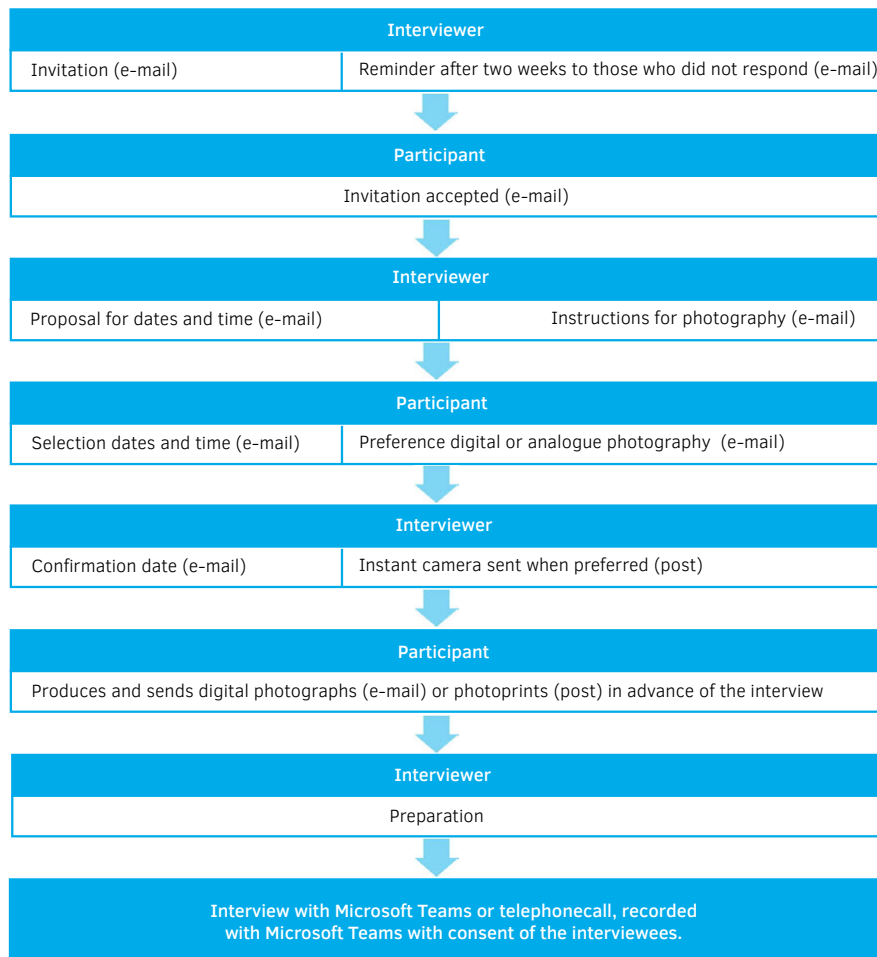 Interviewer
Invitation (e-mail)
Reminder after two weeks to those who did not respond (e-mail)
Participant
Invitation accepted (e-mail)
Interviewer
Proposal for dates and time (e-mail)
Instructions for photography (e-mail)
Participant
Selection dates and time (e-mail)
Preference digital or analogue photography (e-mail)
Interviewer
Confirmation date (e-mail)
Instant camera sent when preferred (post)
Participant
Produces and sends digital photographs (e-mail) or photoprints (post) in advance of the interview
Interviewer
Preparation
Interview with Microsoft Teams or telephonecall, recorded
with Microsoft Teams with consent of the interviewees.